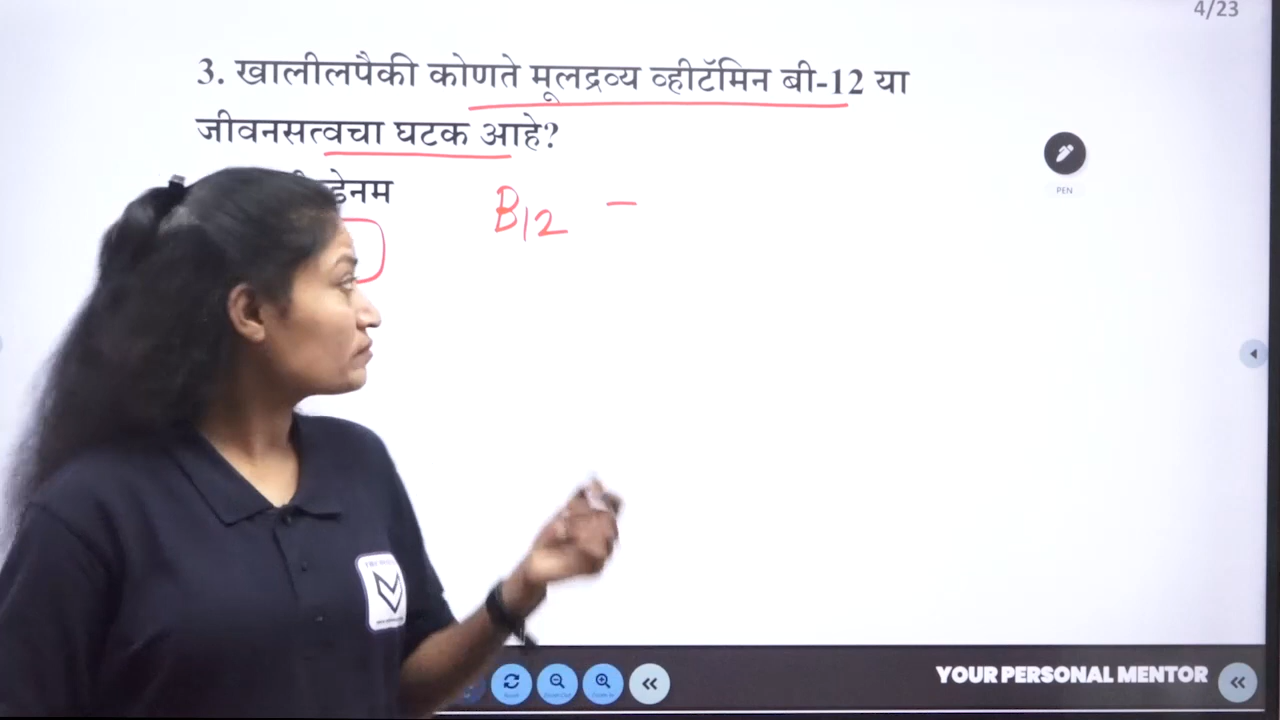 4/23
3. खालीलपैकी कोणते मूलद्रव्य व्हीटॅमिन बी-12 या
जीवनसत्वचा घटक आहे?
B12 –
PEN
YOUR PERSONAL MENTOR